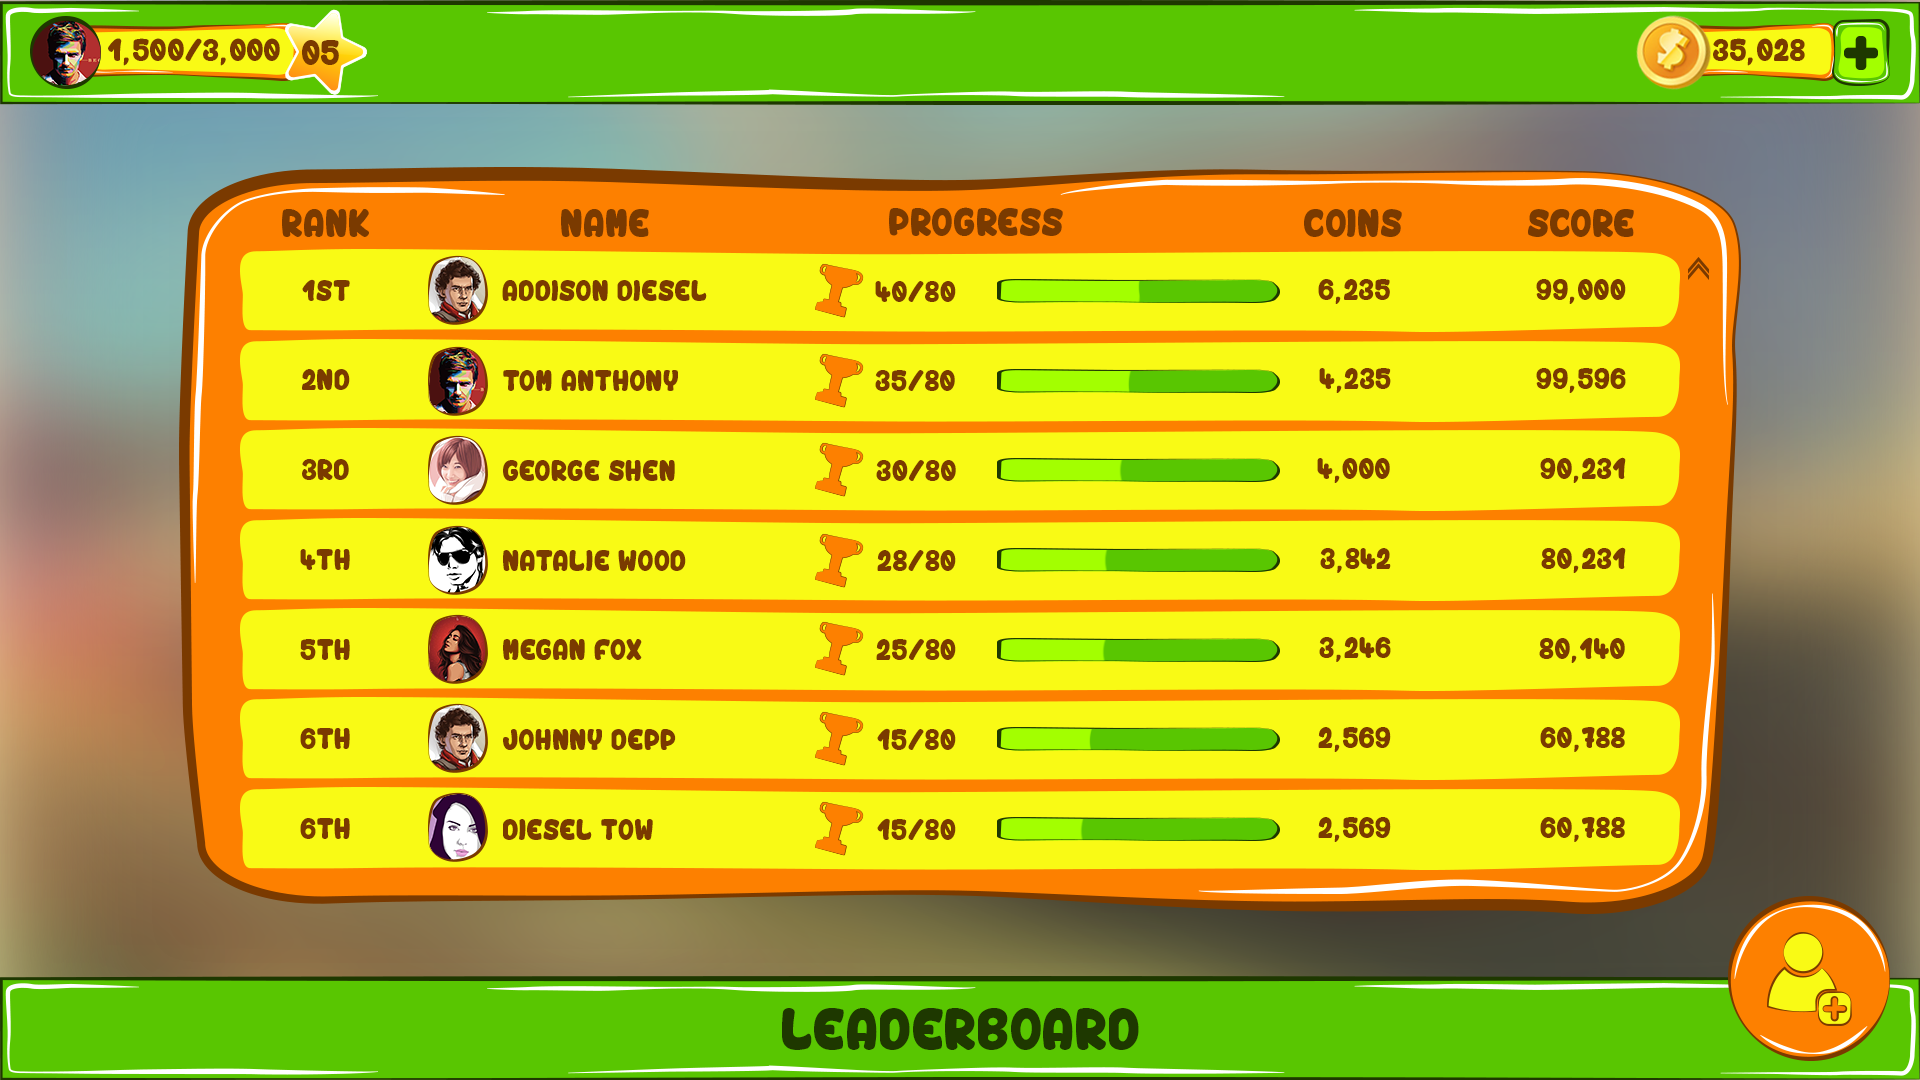 1,500/3,000 05 35,028
RANK NAME PROGRESS COINS SCORE
1ST ADDISON DIESEL 40/80 6,235 99,000
2ND TOM ANTHONY 35/80 4,235 99,596
3RD GEORGE SHEN 30/80 4,000 90,231
4TH NATALIE WOOD 28/80 3,842 80,231
5TH MEGAN FOX 25/80 3,246 80,140
6TH JOHNNY DEPP 15/80 2,569 60,788
6TH DIESEL TOW 15/80 2,569 60,788
LEADERBOARD